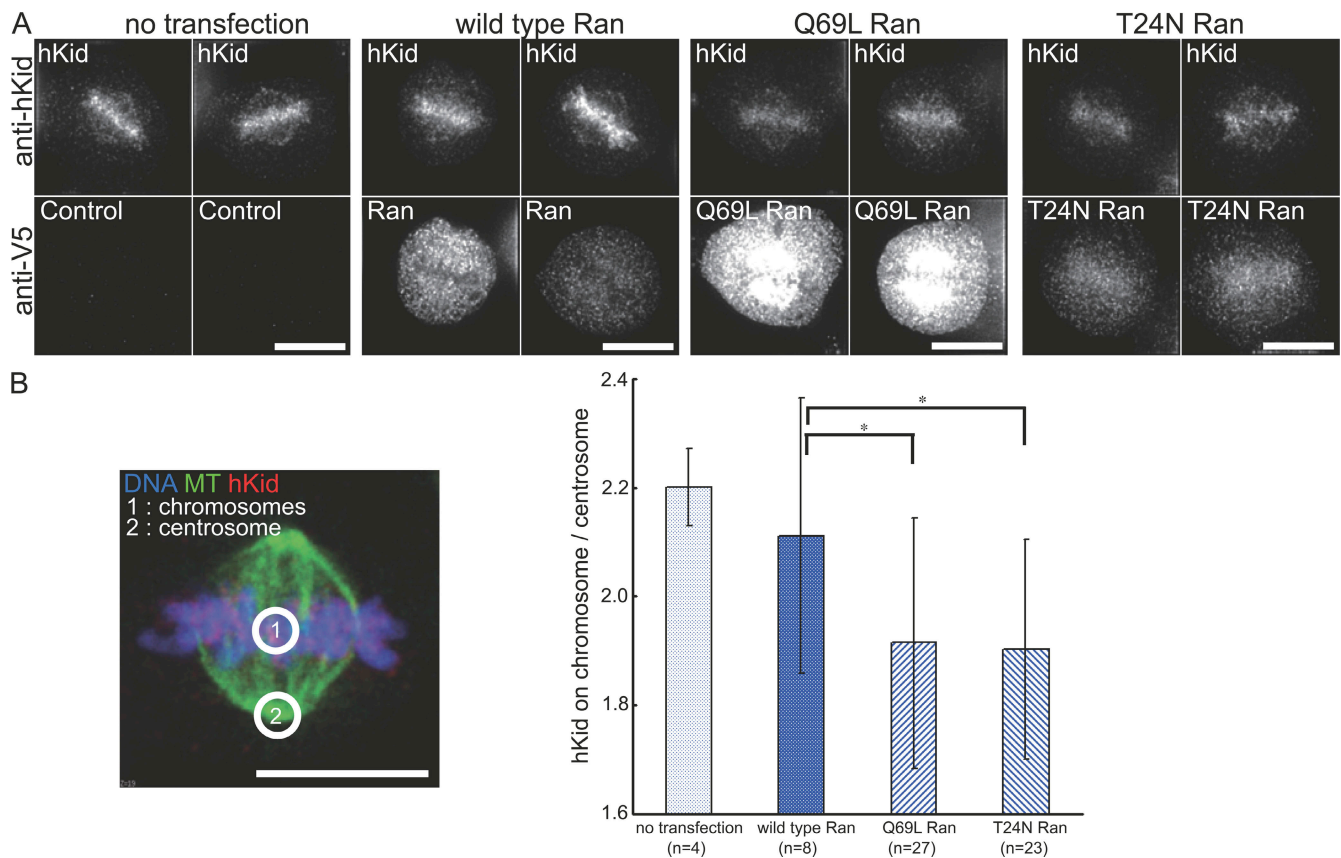 A
no transfection
wild type Ran
Q69L Ran
T24N Ran
anti-hKid
hKid
hKid
hKid
hKid
hKid
hKid
hKid
hKid
anti-V5
Control
Control
Ran
Ran
Q69L Ran
Q69L Ran
T24N Ran
T24N Ran
B
DNA MT hKid
1 : chromosomes
2 : centrosome
1
2
hKid on chromosome / centrosome
2.4
2.2
2.0
1.8
1.6
*
*
no transfection
(n=4)
wild type Ran
(n=8)
Q69L Ran
(n=27)
T24N Ran
(n=23)